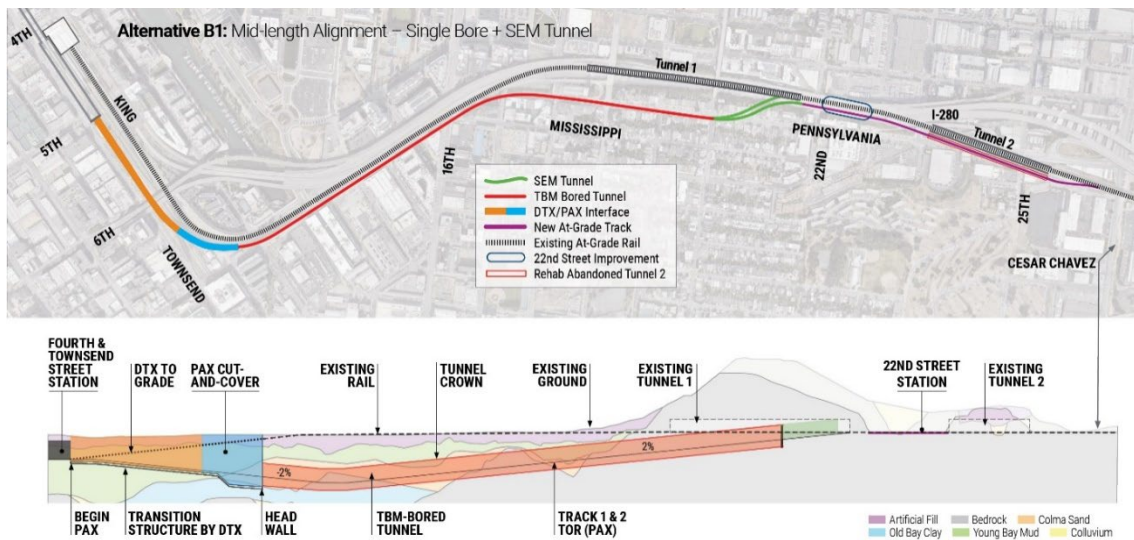 Alternative B1: Mid-length Alignment – Single Bore + SEM Tunnel
4TH
KING
5TH
6TH
TOWNSEND
16TH
MISSISSIPPI
Tunnel 1
PENNSYLVANIA
22ND
I-280
Tunnel 2
25TH
CESAR CHAVEZ
SEM Tunnel
TBM Bored Tunnel
DTX/PAX Interface
New At-Grade Track
Existing At-Grade Rail
22nd Street Improvement
Rehab Abandoned Tunnel 2
FOURTH &
TOWNSEND
STREET
STATION
DTX TO
GRADE
PAX CUT-
AND-COVER
EXISTING
RAIL
TUNNEL
CROWN
EXISTING
GROUND
EXISTING
TUNNEL 1
22ND STREET
STATION
EXISTING
TUNNEL 2
-2%
2%
BEGIN
PAX
TRANSITION
STRUCTURE BY DTX
HEAD
WALL
TBM-BORED
TUNNEL
TRACK 1 & 2
TOR (PAX)
Artificial Fill
Bedrock
Colma Sand
Old Bay Clay
Young Bay Mud
Colluvium